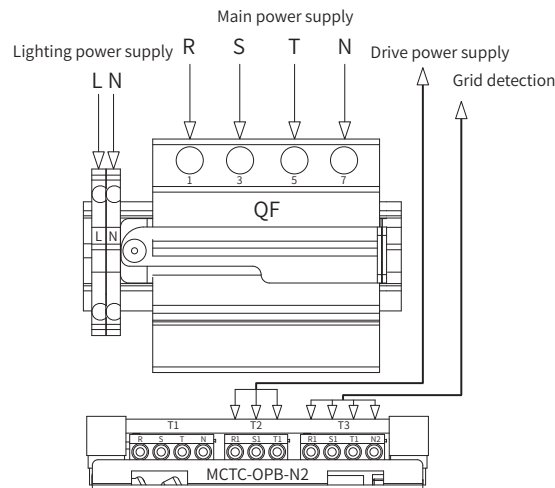 Main power supply
Lighting power supply
R S T N
Drive power supply
L N
Grid detection
1 3 5 7
QF
L N
T1 T2 T3
R S T N R1 S1 T1 R1 S1 T1 N2
MCTC-OPB-N2